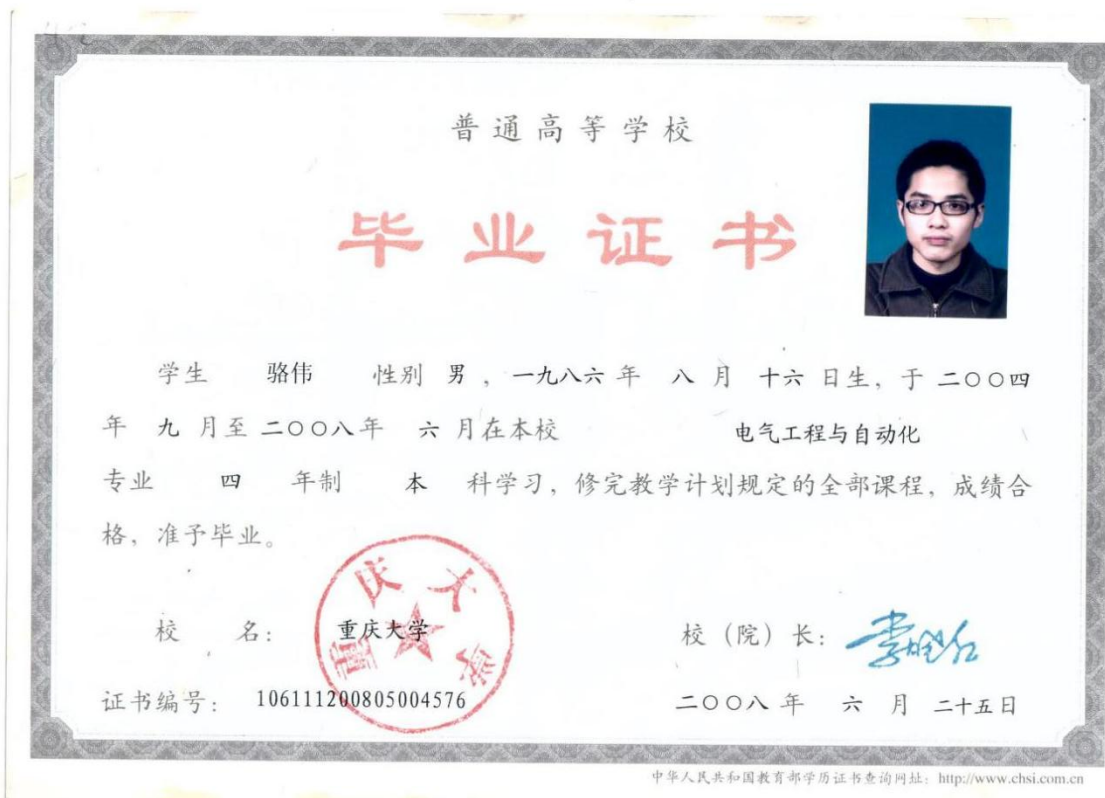 普通高等学校
毕业证书
学生 骆伟 性别 男，一九八六年 八 月 十六 日生，于 二〇〇四
年 九 月至 二〇〇八年 六 月在本校 电气工程与自动化
专业 四 年制 本 科学习，修完教学计划规定的全部课程，成绩合
格，准予毕业。
重庆大学
校 名： 重庆大学 校（院）长：
证书编号： 106111200805004576 二〇〇八年 六 月 二十五日
中华人民共和国教育部学历证书查询网址：http://www.chsi.com.cn